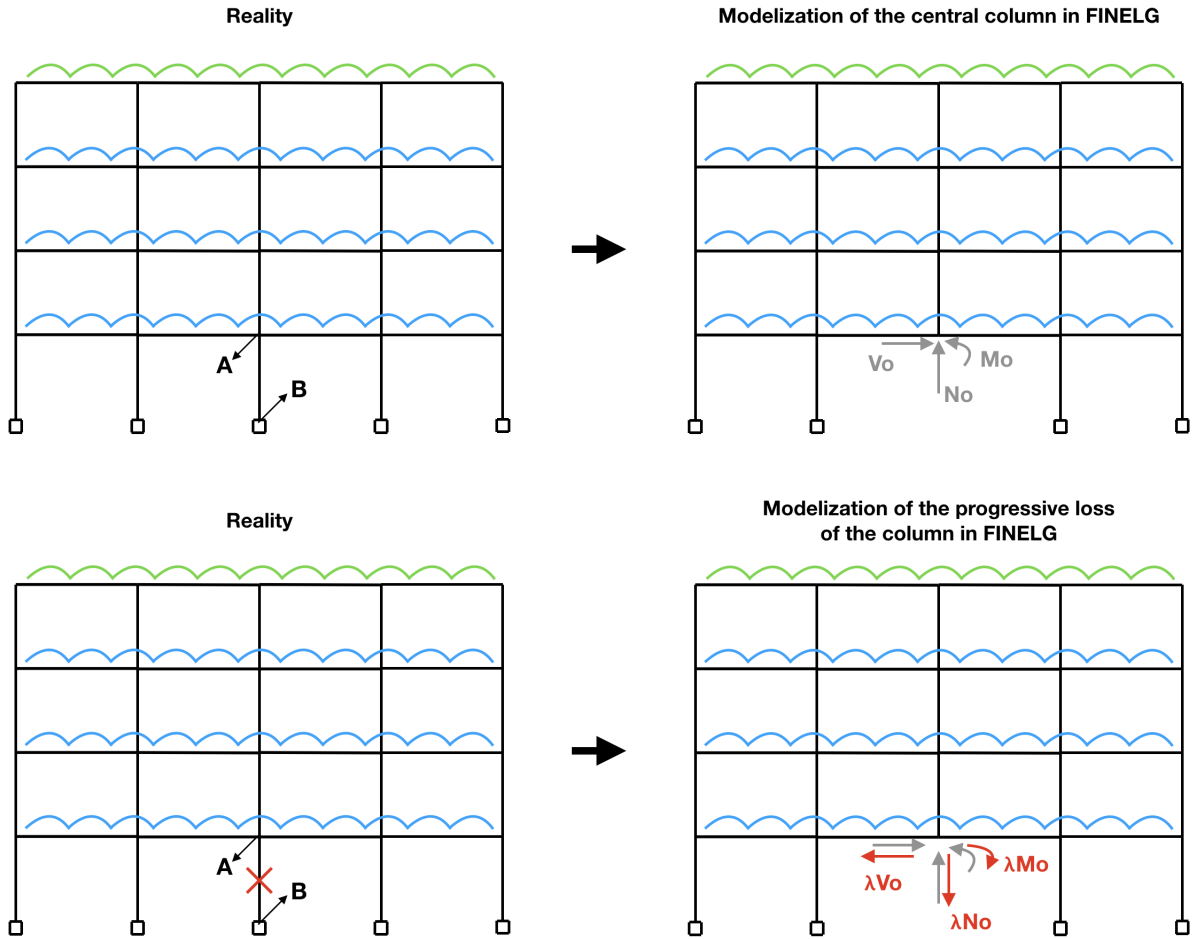 Reality
Modelization of the central column in FINELG
A
B
Vo
Mo
No
Reality
Modelization of the progressive loss
of the column in FINELG
A
B
λVo
λMo
λNo